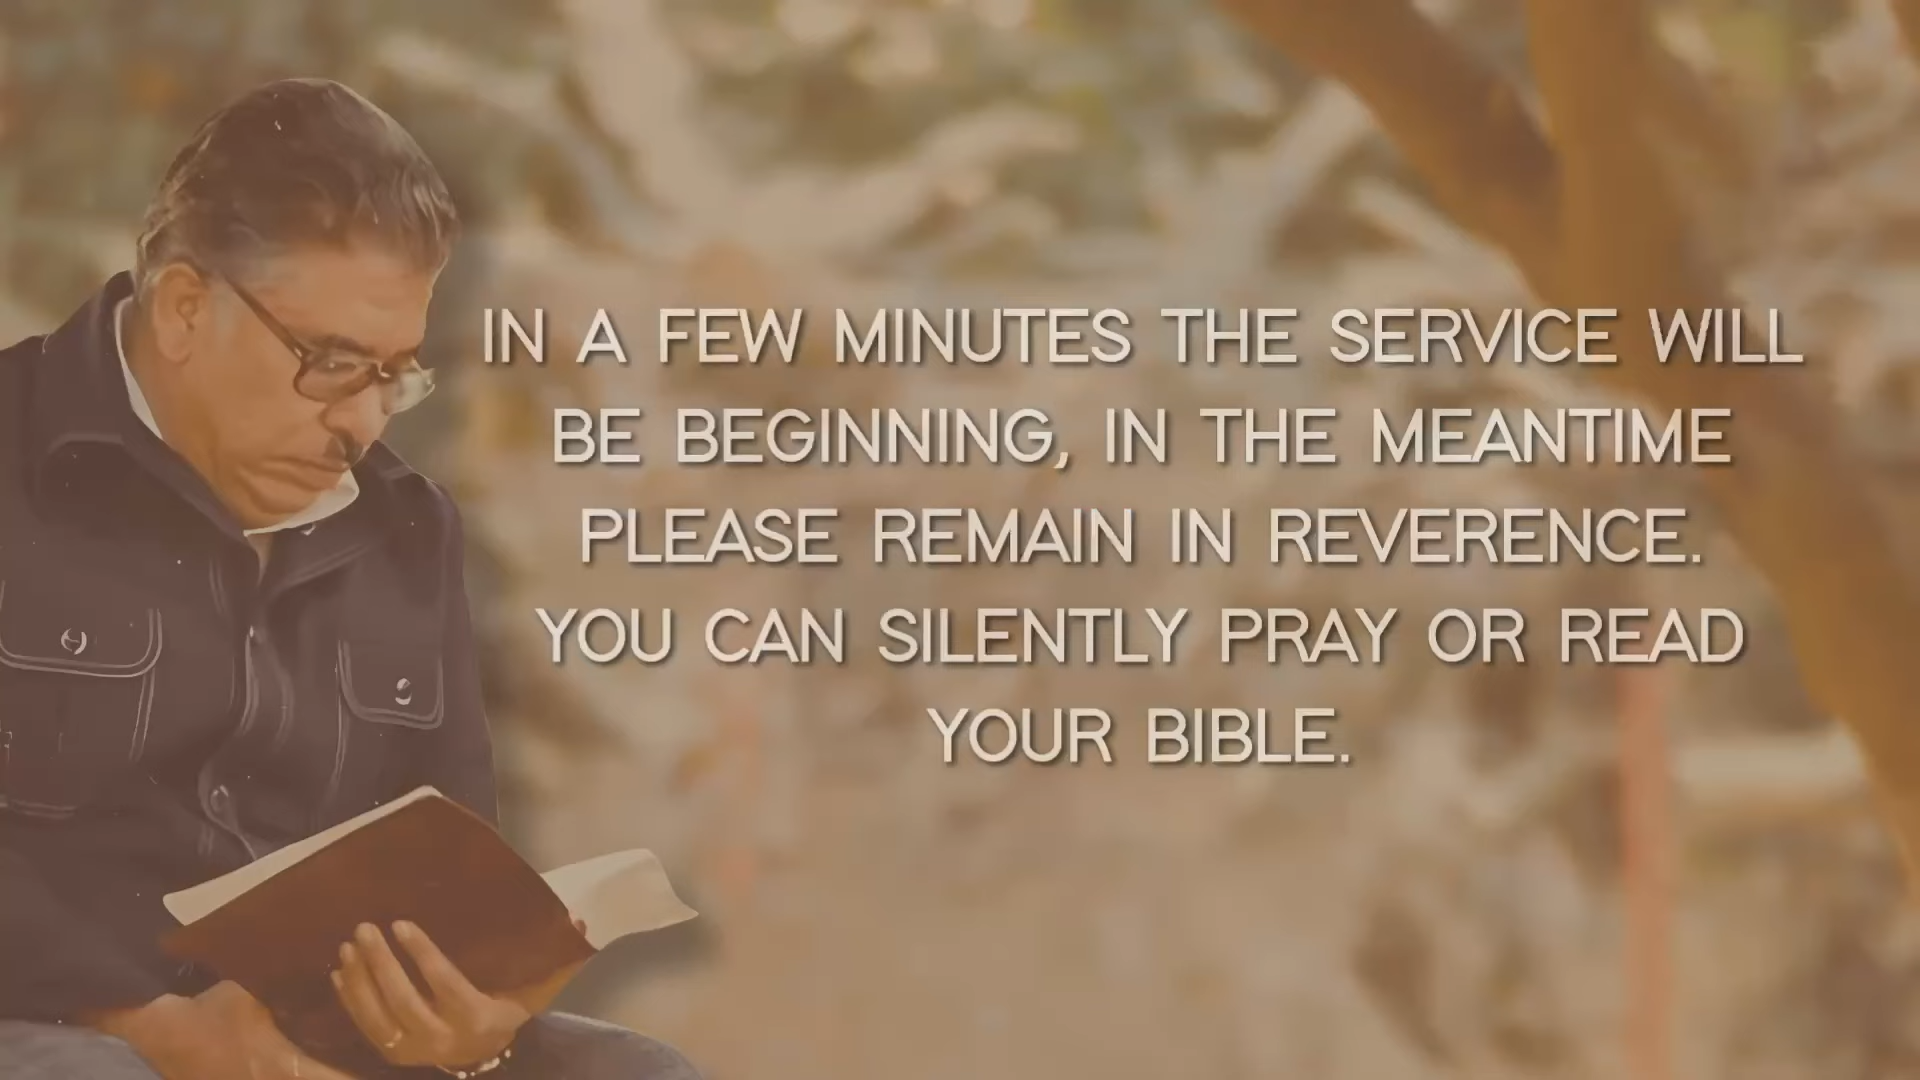 IN A FEW MINUTES THE SERVICE WILL
BE BEGINNING, IN THE MEANTIME
PLEASE REMAIN IN REVERENCE.
YOU CAN SILENTLY PRAY OR READ
YOUR BIBLE.